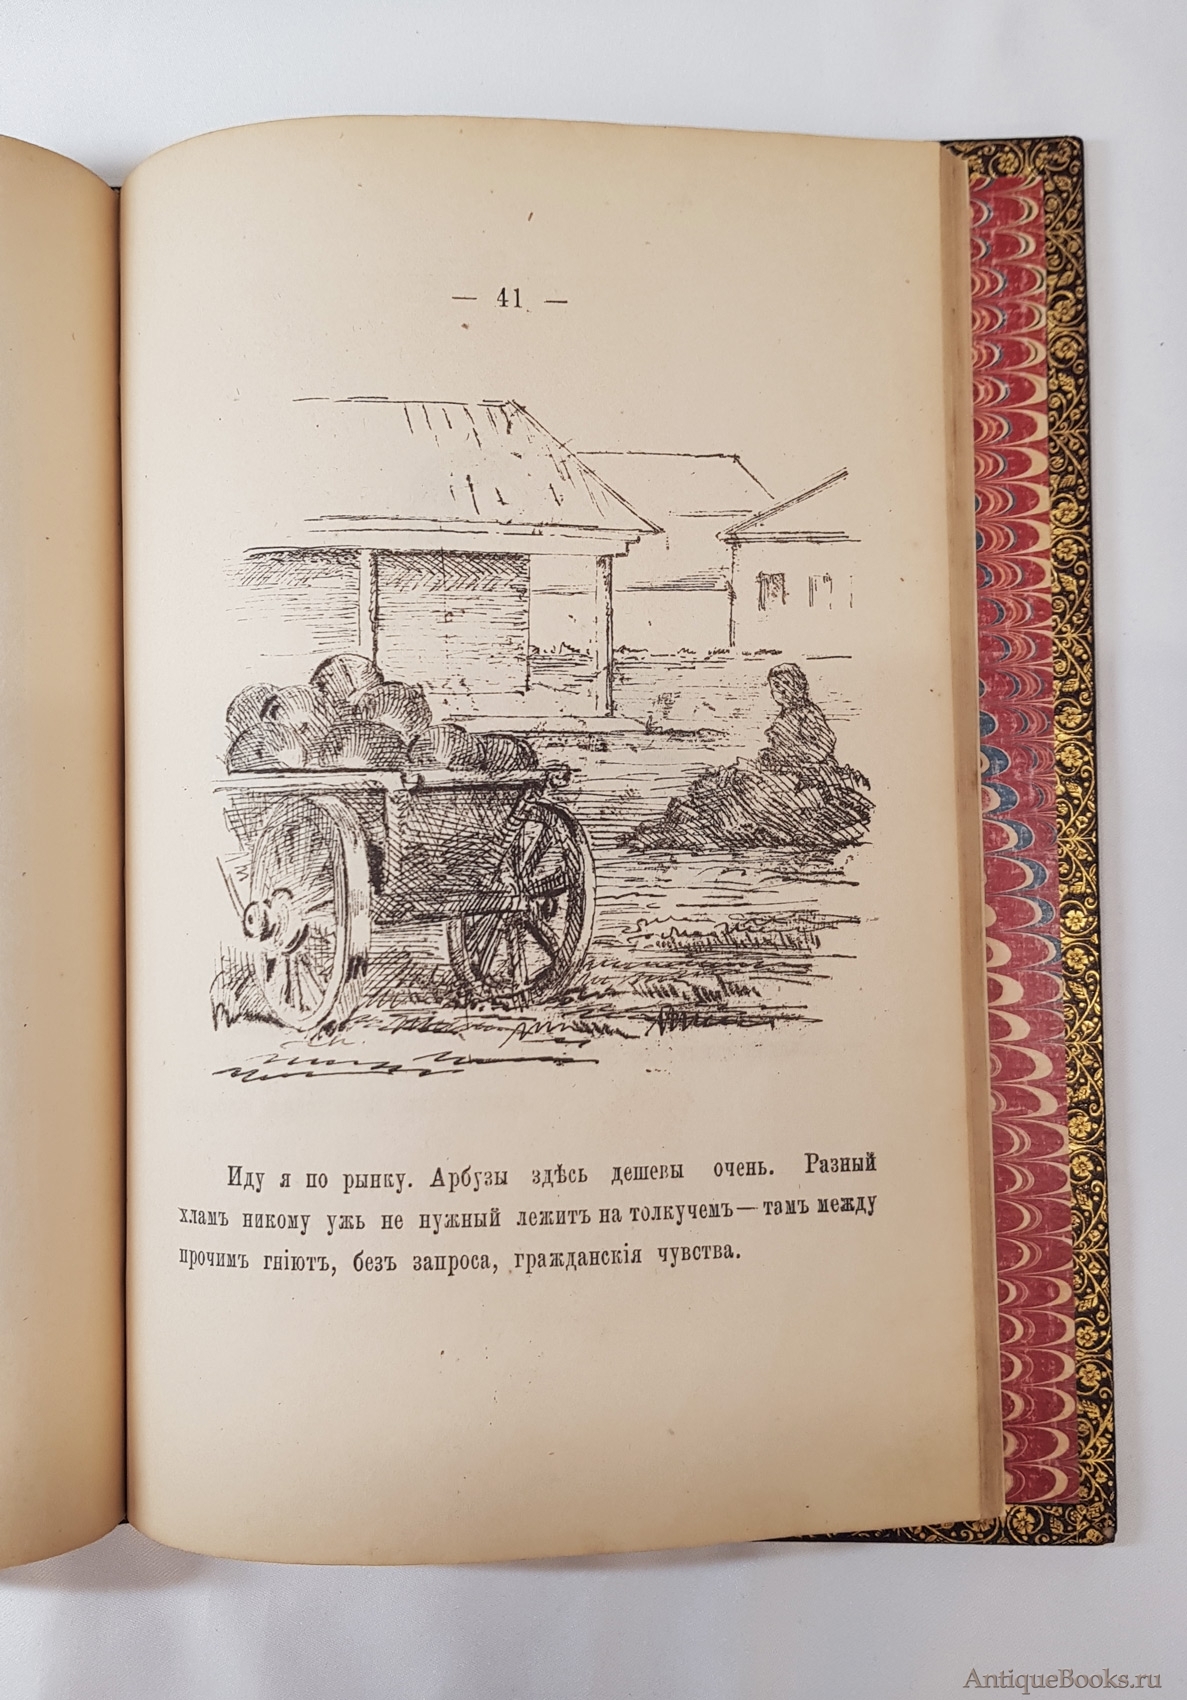 — 41 —
Иду я по рынку. Арбузы здѣсь дешевы очень. Разный
хламъ никому ужь не нужный лежитъ на толкучемъ—тамъ между
прочимъ гніютъ, безъ запроса, гражданскія чувства.
AntiqueBooks.ru